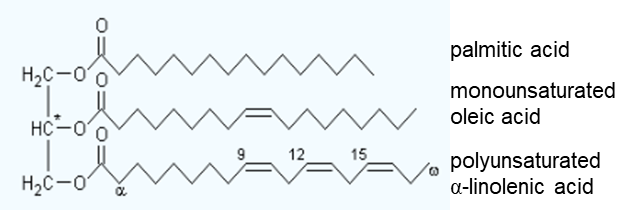 O
H₂C O
O
HC* O
O
H₂C O
α
9 12 15
ω
palmitic acid
monounsaturated
oleic acid
polyunsaturated
α-linolenic acid